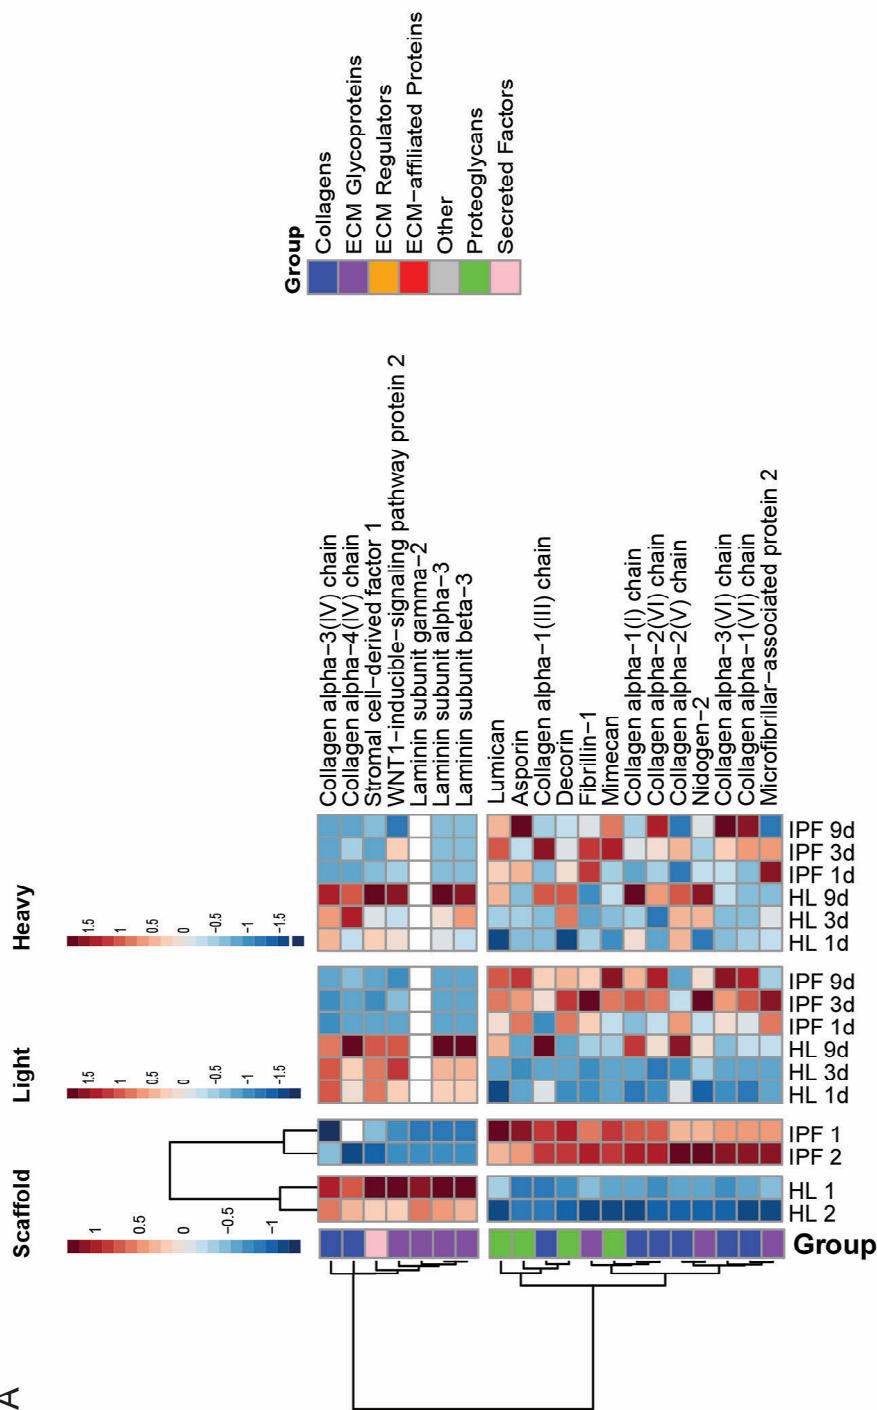 A
Scaffold
1
0.5
0
−0.5
−1
Light
1.5
1
0.5
0
−0.5
−1
−1.5
Heavy
1.5
1
0.5
0
−0.5
−1
−1.5
Collagen alpha−3(IV) chain
Collagen alpha−4(IV) chain
Stromal cell−derived factor 1
WNT1−inducible−signaling pathway protein 2
Laminin subunit gamma−2
Laminin subunit alpha−3
Laminin subunit beta−3
Lumican
Asporin
Collagen alpha−1(III) chain
Decorin
Fibrillin−1
Mimecan
Collagen alpha−1(I) chain
Collagen alpha−2(VI) chain
Collagen alpha−2(V) chain
Nidogen−2
Collagen alpha−3(VI) chain
Collagen alpha−1(VI) chain
Microfibrillar−associated protein 2
Group
HL 2
HL 1
IPF 2
IPF 1
HL 1d
HL 3d
HL 9d
IPF 1d
IPF 3d
IPF 9d
HL 1d
HL 3d
HL 9d
IPF 1d
IPF 3d
IPF 9d
Group
Collagens
ECM Glycoproteins
ECM Regulators
ECM−affiliated Proteins
Other
Proteoglycans
Secreted Factors